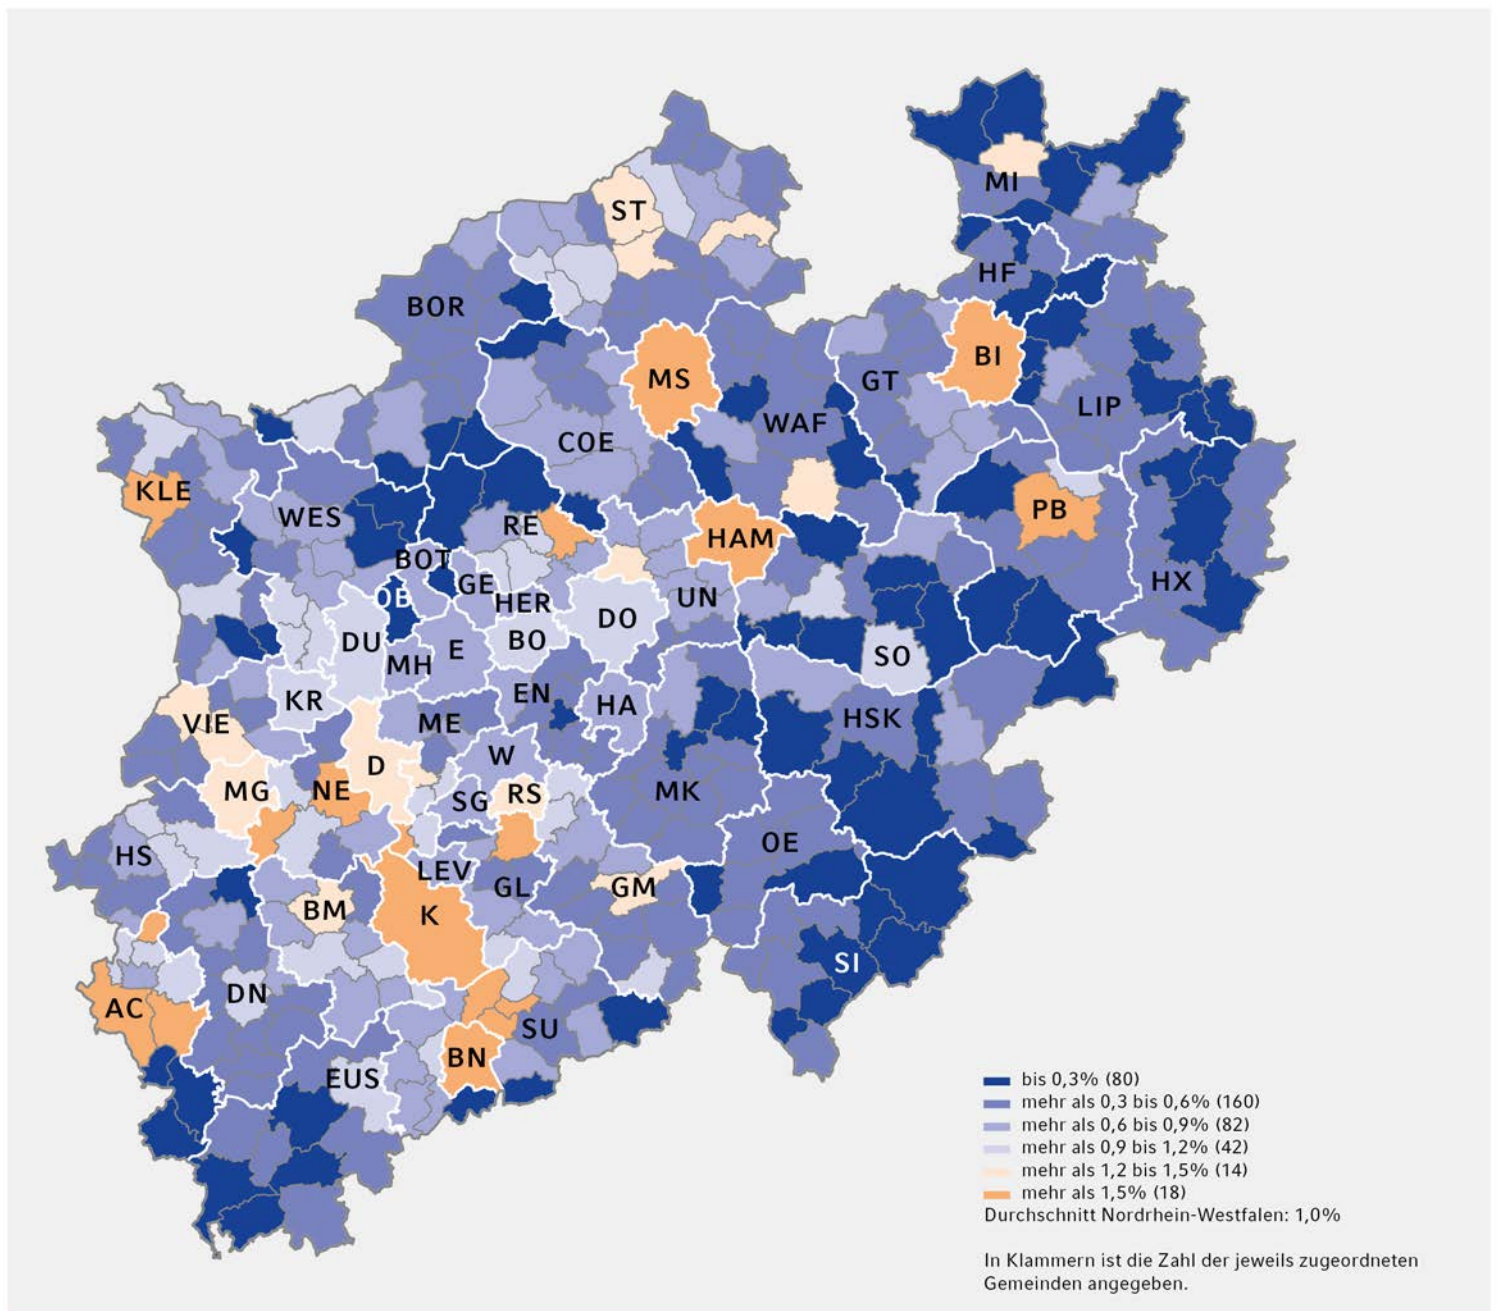 ST
MI
HF
BOR
BI
MS
GT
LIP
WAF
COE
KLE
PB
WES
RE
HAM
BOT
GE
HX
OB
HER
UN
DO
DU
BO
E
MH
SO
KR
EN
HA
VIE
ME
HSK
W
D
MG
NE
SG
RS
MK
OE
HS
LEV
GL
GM
BM
K
SI
DN
AC
SU
BN
EUS
bis 0,3% (80)
mehr als 0,3 bis 0,6% (160)
mehr als 0,6 bis 0,9% (82)
mehr als 0,9 bis 1,2% (42)
mehr als 1,2 bis 1,5% (14)
mehr als 1,5% (18)
Durchschnitt Nordrhein-Westfalen: 1,0%
In Klammern ist die Zahl der jeweils zugeordneten
Gemeinden angegeben.